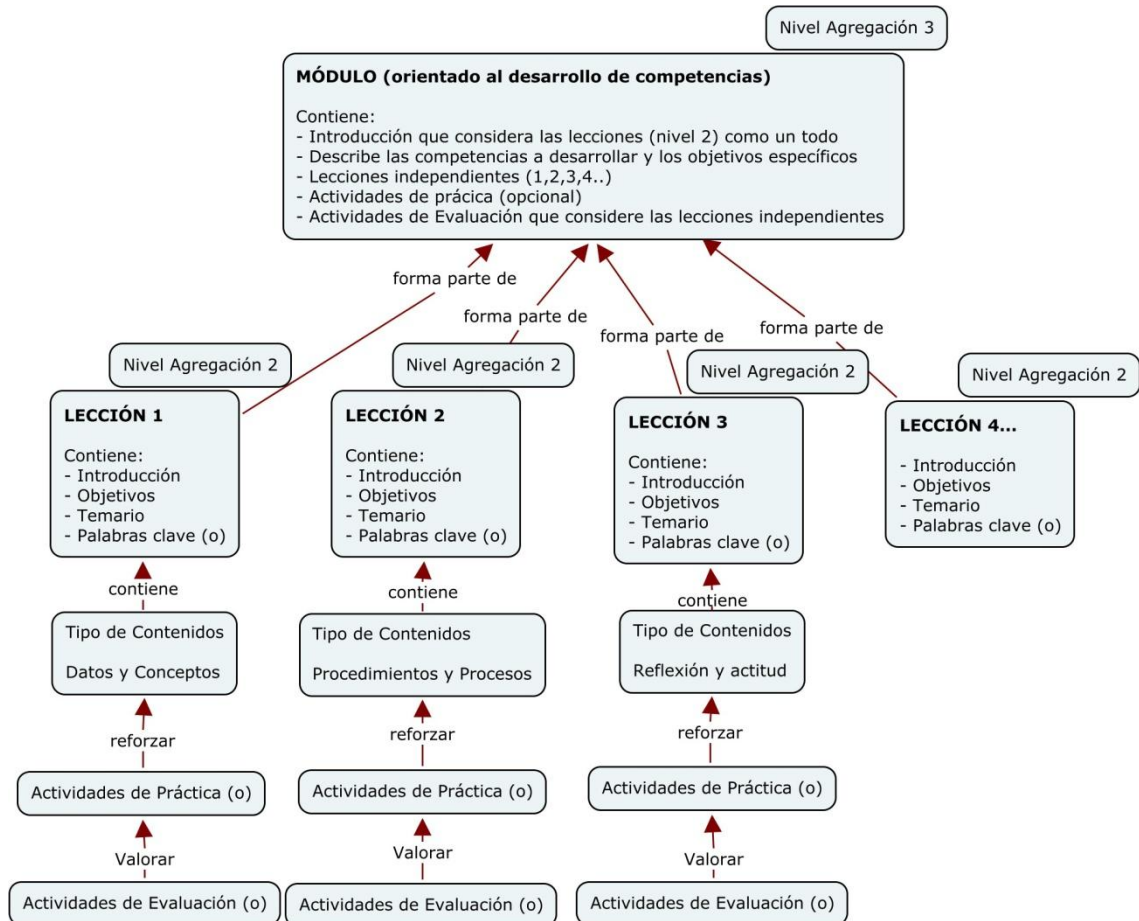 Nivel Agregación 3
MÓDULO (orientado al desarrollo de competencias)
Contiene:
- Introducción que considera las lecciones (nivel 2) como un todo
- Describe las competencias a desarrollar y los objetivos específicos
- Lecciones independientes (1,2,3,4..)
- Actividades de prácica (opcional)
- Actividades de Evaluación que considere las lecciones independientes
forma parte de
forma parte de
forma parte de
forma parte de
Nivel Agregación 2
LECCIÓN 1
Contiene:
- Introducción
- Objetivos
- Temario
- Palabras clave (o)
contiene
Tipo de Contenidos
Datos y Conceptos
reforzar
Actividades de Práctica (o)
Valorar
Actividades de Evaluación (o)
Nivel Agregación 2
LECCIÓN 2
Contiene:
- Introducción
- Objetivos
- Temario
- Palabras clave (o)
contiene
Tipo de Contenidos
Procedimientos y Procesos
reforzar
Actividades de Práctica (o)
Valorar
Actividades de Evaluación (o)
Nivel Agregación 2
LECCIÓN 3
Contiene:
- Introducción
- Objetivos
- Temario
- Palabras clave (o)
contiene
Tipo de Contenidos
Reflexión y actitud
reforzar
Actividades de Práctica (o)
Valorar
Actividades de Evaluación (o)
Nivel Agregación 2
LECCIÓN 4...
- Introducción
- Objetivos
- Temario
- Palabras clave (o)